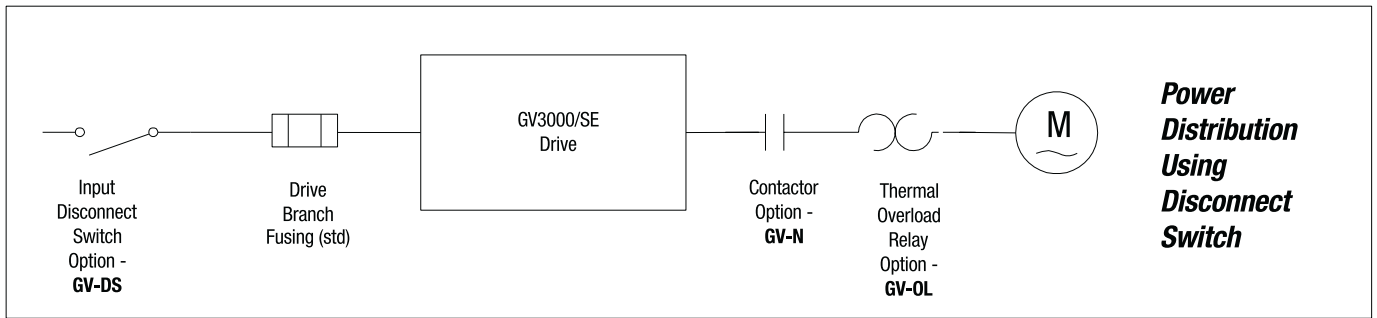 Input
Disconnect
Switch
Option -
GV-DS
Drive
Branch
Fusing (std)
GV3000/SE
Drive
Contactor
Option -
GV-N
Thermal
Overload
Relay
Option -
GV-OL
M
Power
Distribution
Using
Disconnect
Switch